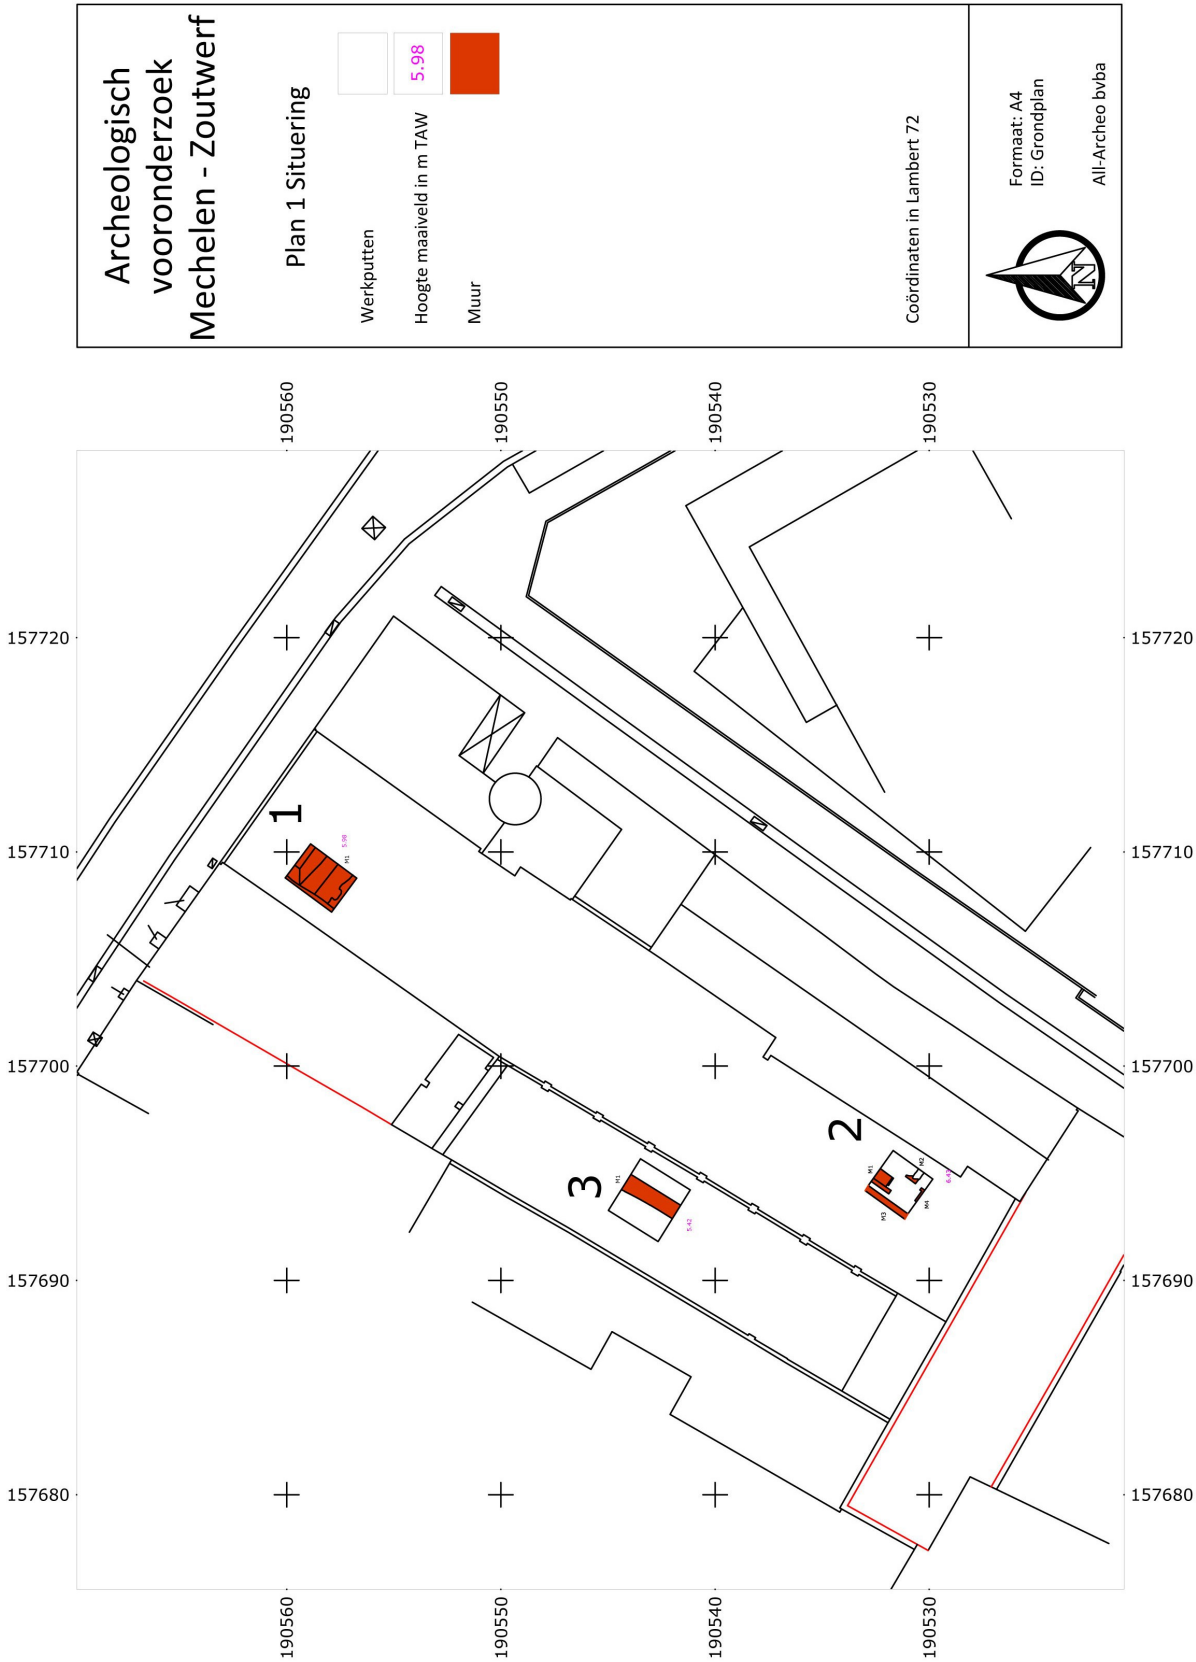 Archeologisch
vooronderzoek
Mechelen - Zoutwerf
Plan 1 Situering
Werkputten
Hoogte maaiveld in m TAW
5.98
Muur
Coördinaten in Lambert 72
Formaat: A4
ID: Grondplan
All-Archeo bvba
N
190560
190550
190540
190530
157720
157720
1
5.98
M1
157710
157710
157700
157700
2
M1
M2
M3
M4
3
M1
5.42
157690
157690
157680
157680
190560
190550
190540
190530